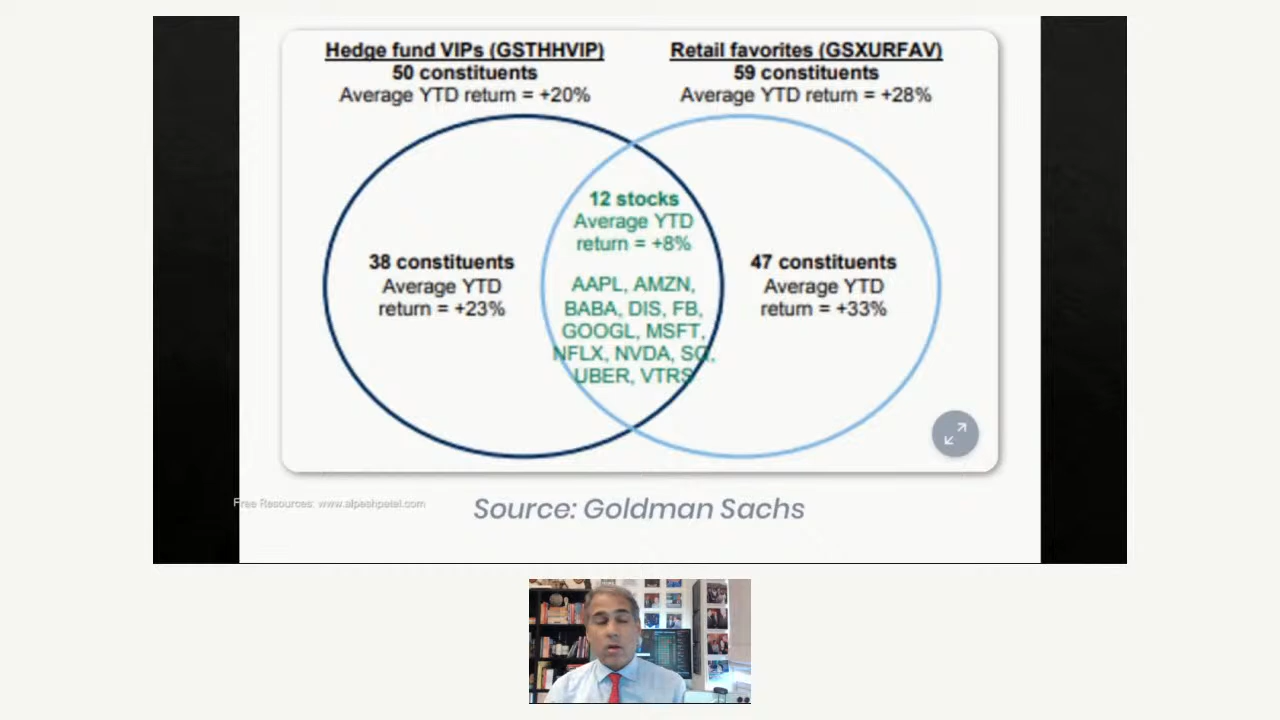 Hedge fund VIPs (GSTHHVIP)
50 constituents
Average YTD return = +20%
Retail favorites (GSXURFAV)
59 constituents
Average YTD return = +28%
38 constituents
Average YTD
return = +23%
12 stocks
Average YTD
return = +8%
AAPL, AMZN,
BABA, DIS, FB,
GOOGL, MSFT,
NFLX, NVDA, SQ,
UBER, VTRS
47 constituents
Average YTD
return = +33%
Free Resources: www.alpeshpatel.com
Source: Goldman Sachs